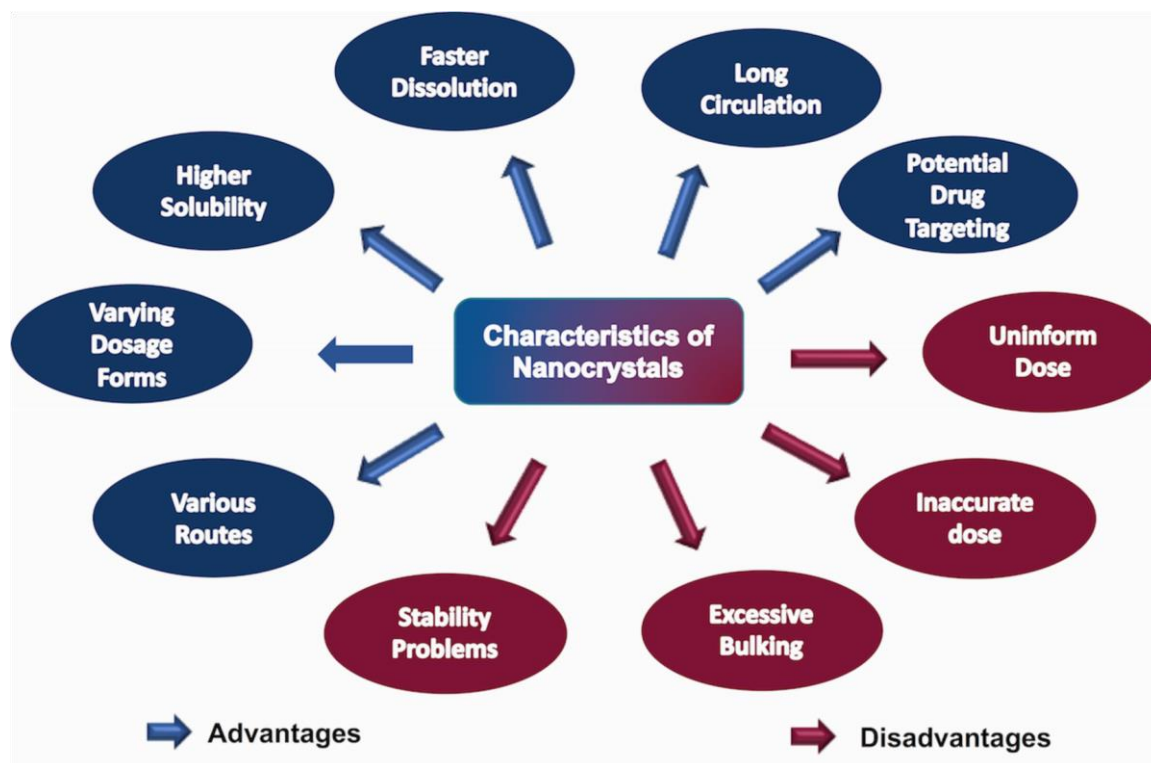 Faster
Dissolution
Long
Circulation
Higher
Solubility
Potential
Drug
Targeting
Varying
Dosage
Forms
Characteristics of
Nanocrystals
Uninform
Dose
Various
Routes
Inaccurate
dose
Stability
Problems
Excessive
Bulking
Advantages
Disadvantages